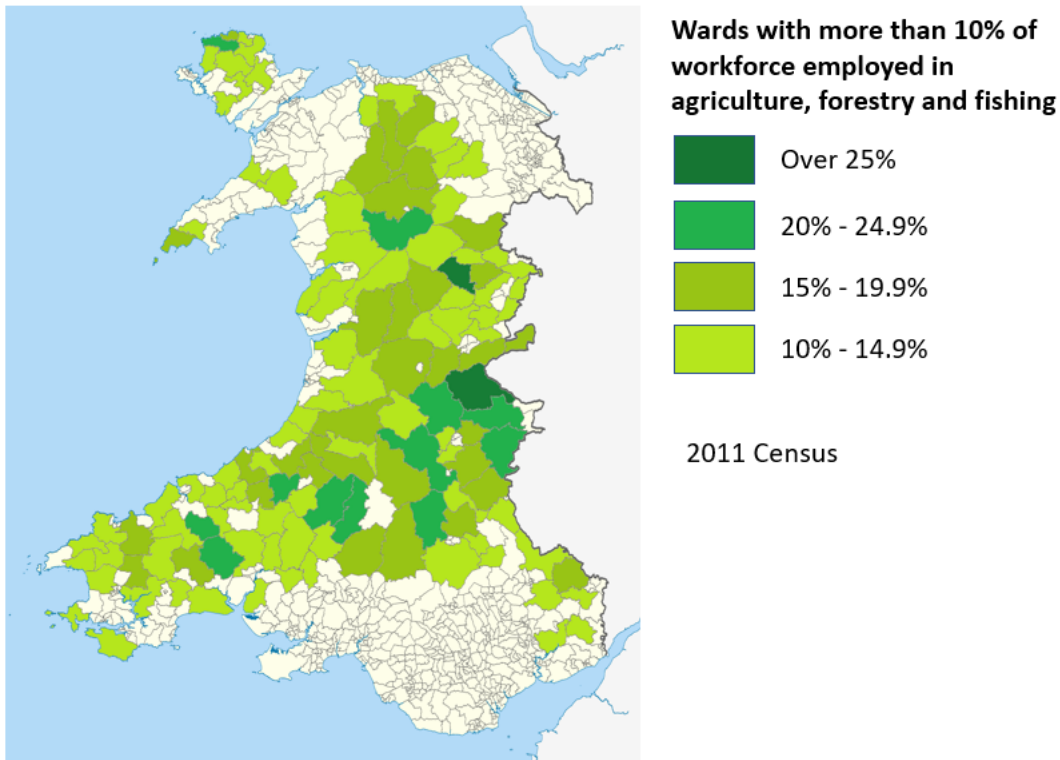 Wards with more than 10% of
workforce employed in
agriculture, forestry and fishing
Over 25%
20% - 24.9%
15% - 19.9%
10% - 14.9%
2011 Census